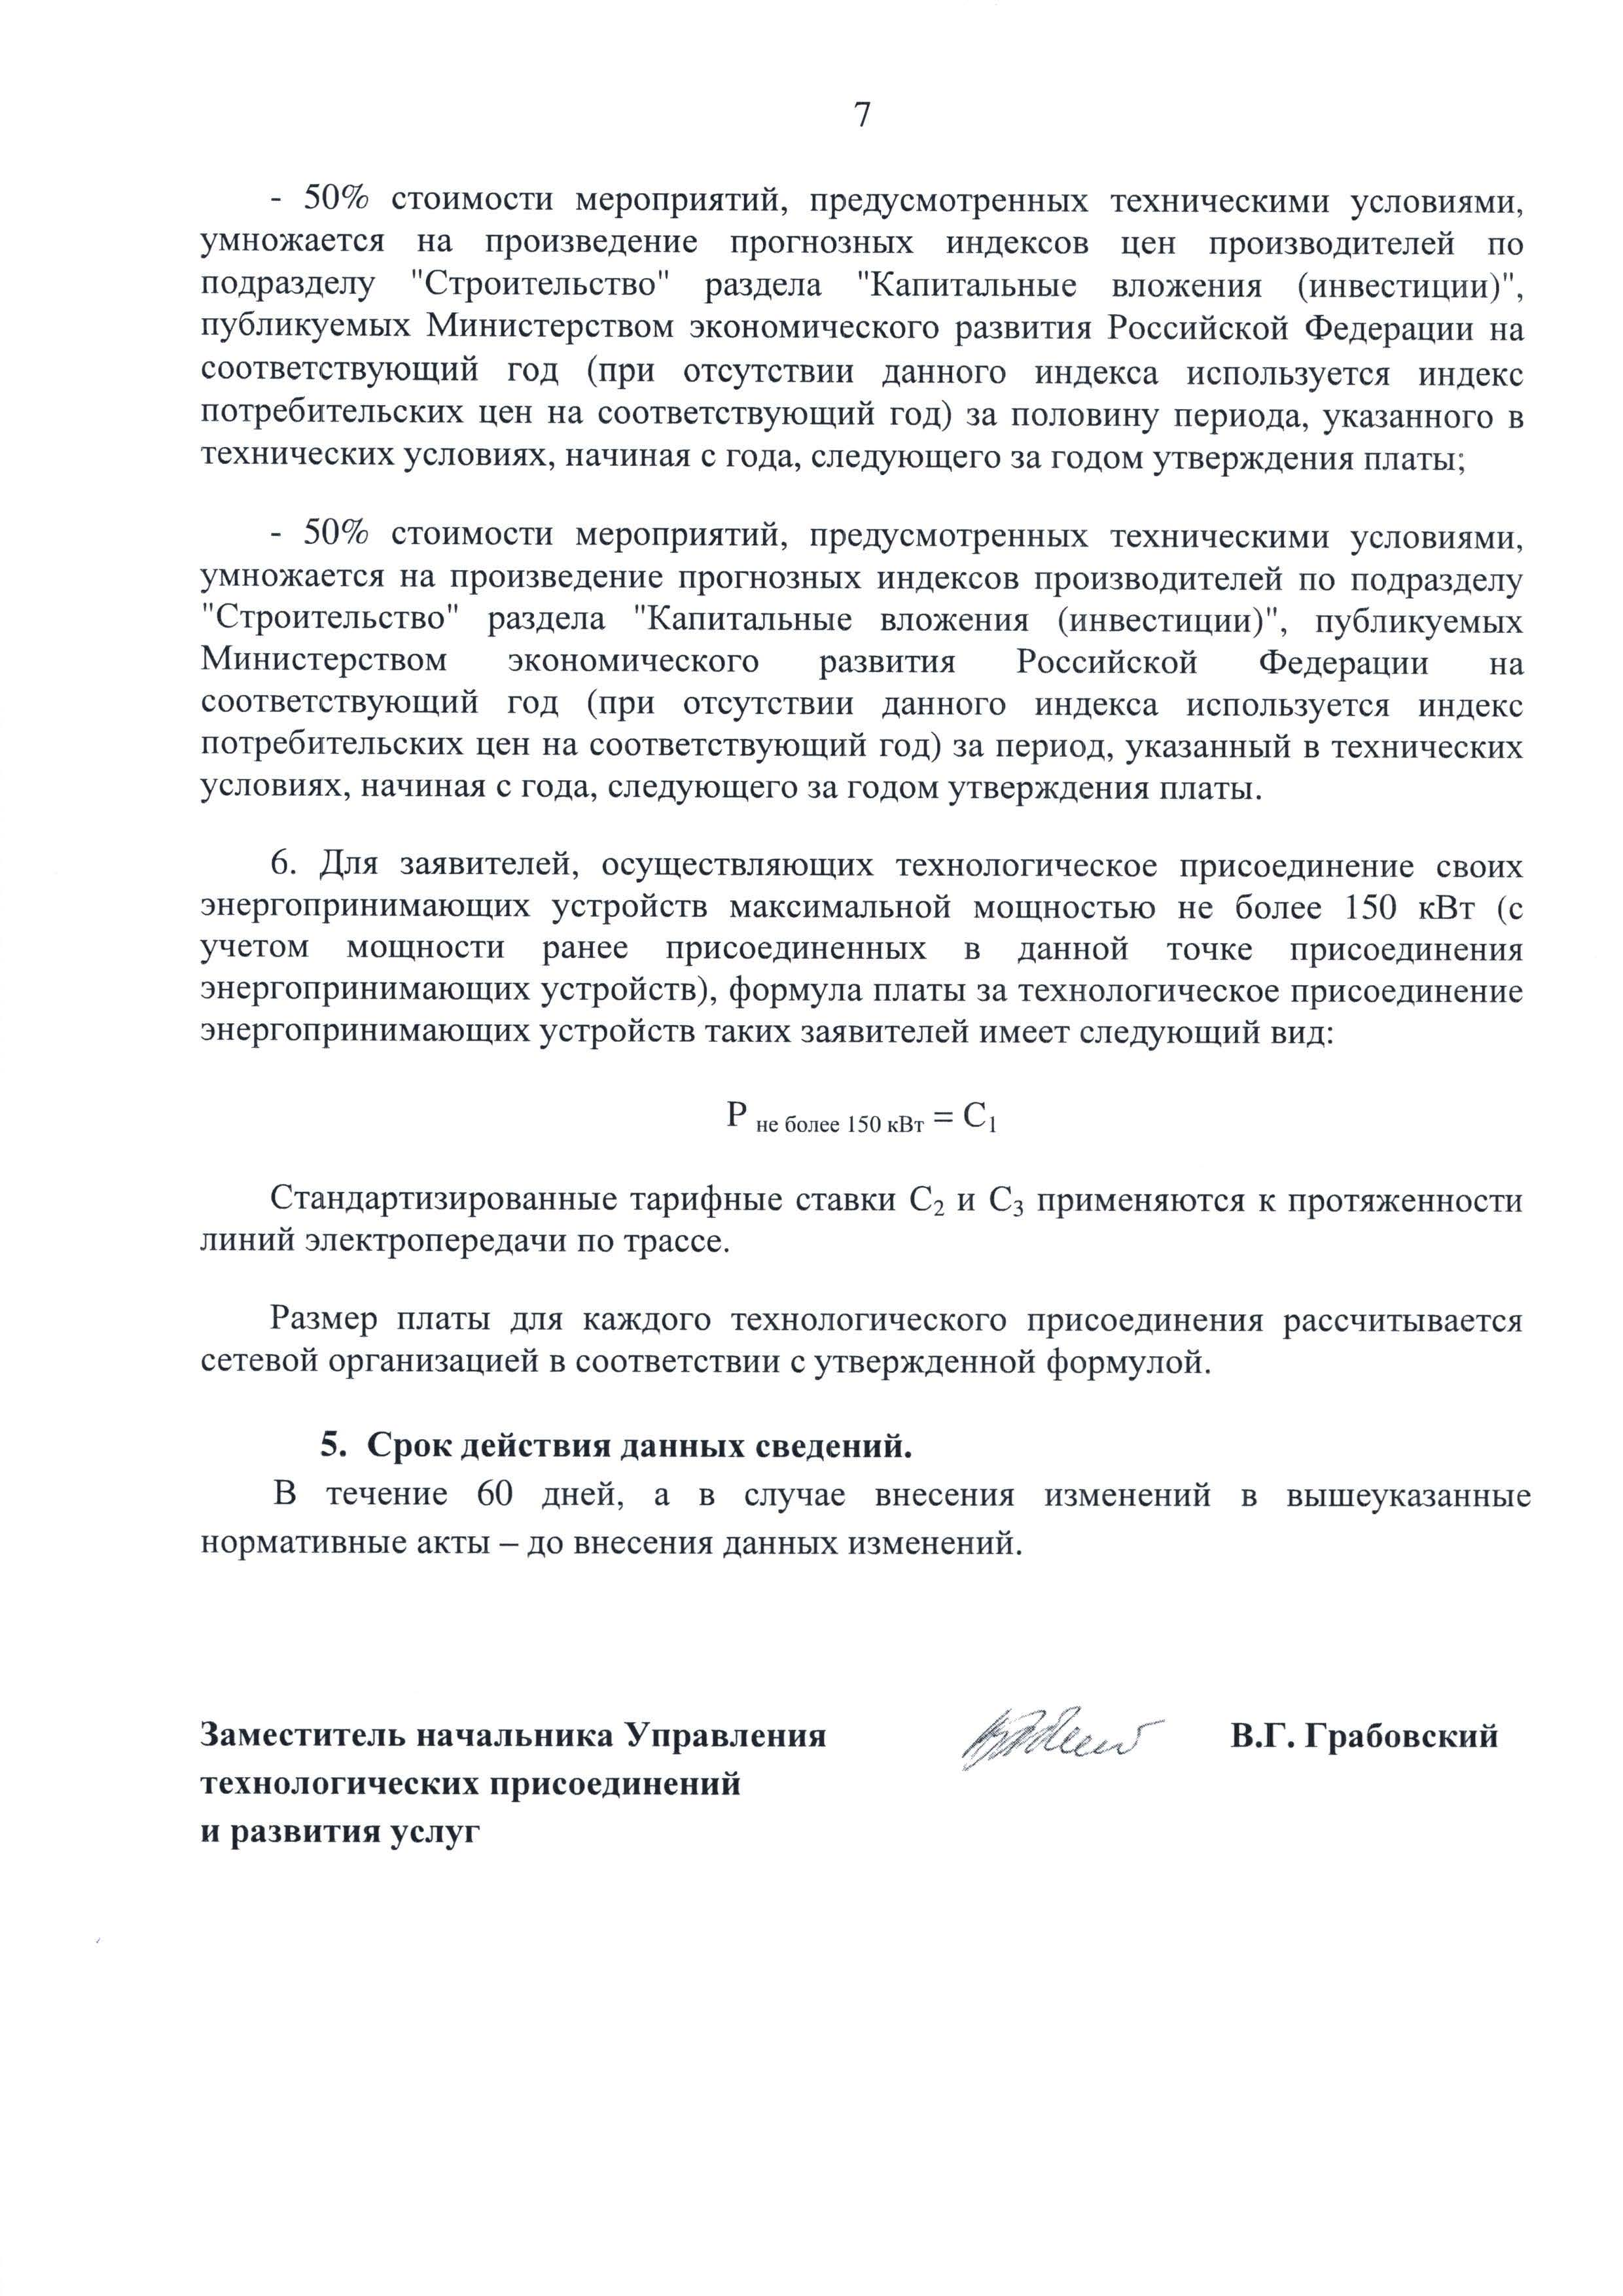 7
- 50% стоимости мероприятий, предусмотренных техническими условиями,
умножается на произведение прогнозных индексов цен производителей по
подразделу "Строительство" раздела "Капитальные вложения (инвестиции)",
публикуемых Министерством экономического развития Российской Федерации на
соответствующий год (при отсутствии данного индекса используется индекс
потребительских цен на соответствующий год) за половину периода, указанного в
технических условиях, начиная с года, следующего за годом утверждения платы;
- 50% стоимости мероприятий, предусмотренных техническими условиями,
умножается на произведение прогнозных индексов производителей по подразделу
"Строительство" раздела "Капитальные вложения (инвестиции)", публикуемых
Министерством экономического развития Российской Федерации на
соответствующий год (при отсутствии данного индекса используется индекс
потребительских цен на соответствующий год) за период, указанный в технических
условиях, начиная с года, следующего за годом утверждения платы.
6. Для заявителей, осуществляющих технологическое присоединение своих
энергопринимающих устройств максимальной мощностью не более 150 кВт (с
учетом мощности ранее присоединенных в данной точке присоединения
энергопринимающих устройств), формула платы за технологическое присоединение
энергопринимающих устройств таких заявителей имеет следующий вид:
Р не более 150 кВт = С₁
Стандартизированные тарифные ставки С₂ и С₃ применяются к протяженности
линий электропередачи по трассе.
Размер платы для каждого технологического присоединения рассчитывается
сетевой организацией в соответствии с утвержденной формулой.
5. Срок действия данных сведений.
В течение 60 дней, а в случае внесения изменений в вышеуказанные
нормативные акты – до внесения данных изменений.
Заместитель начальника Управления В.Г. Грабовский
технологических присоединений
и развития услуг